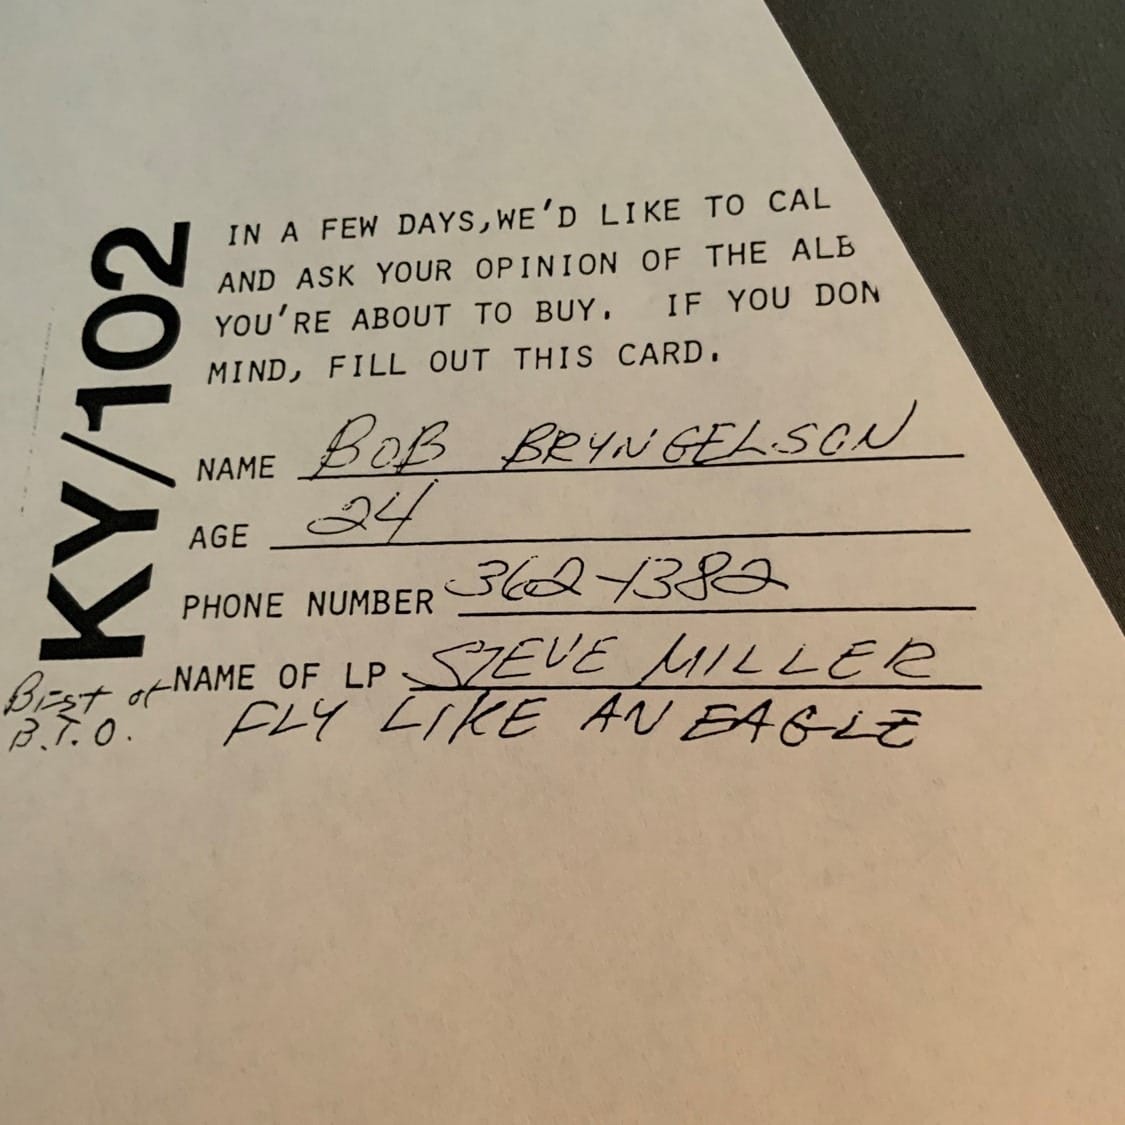 KY/102
IN A FEW DAYS,WE'D LIKE TO CAL
AND ASK YOUR OPINION OF THE ALB
YOU'RE ABOUT TO BUY. IF YOU DON
MIND, FILL OUT THIS CARD.
NAME BOB BRYNGELSON
AGE 24
PHONE NUMBER 362-1382
NAME OF LP STEVE MILLER
FLY LIKE AN EAGLE
Best of
B.T.O.